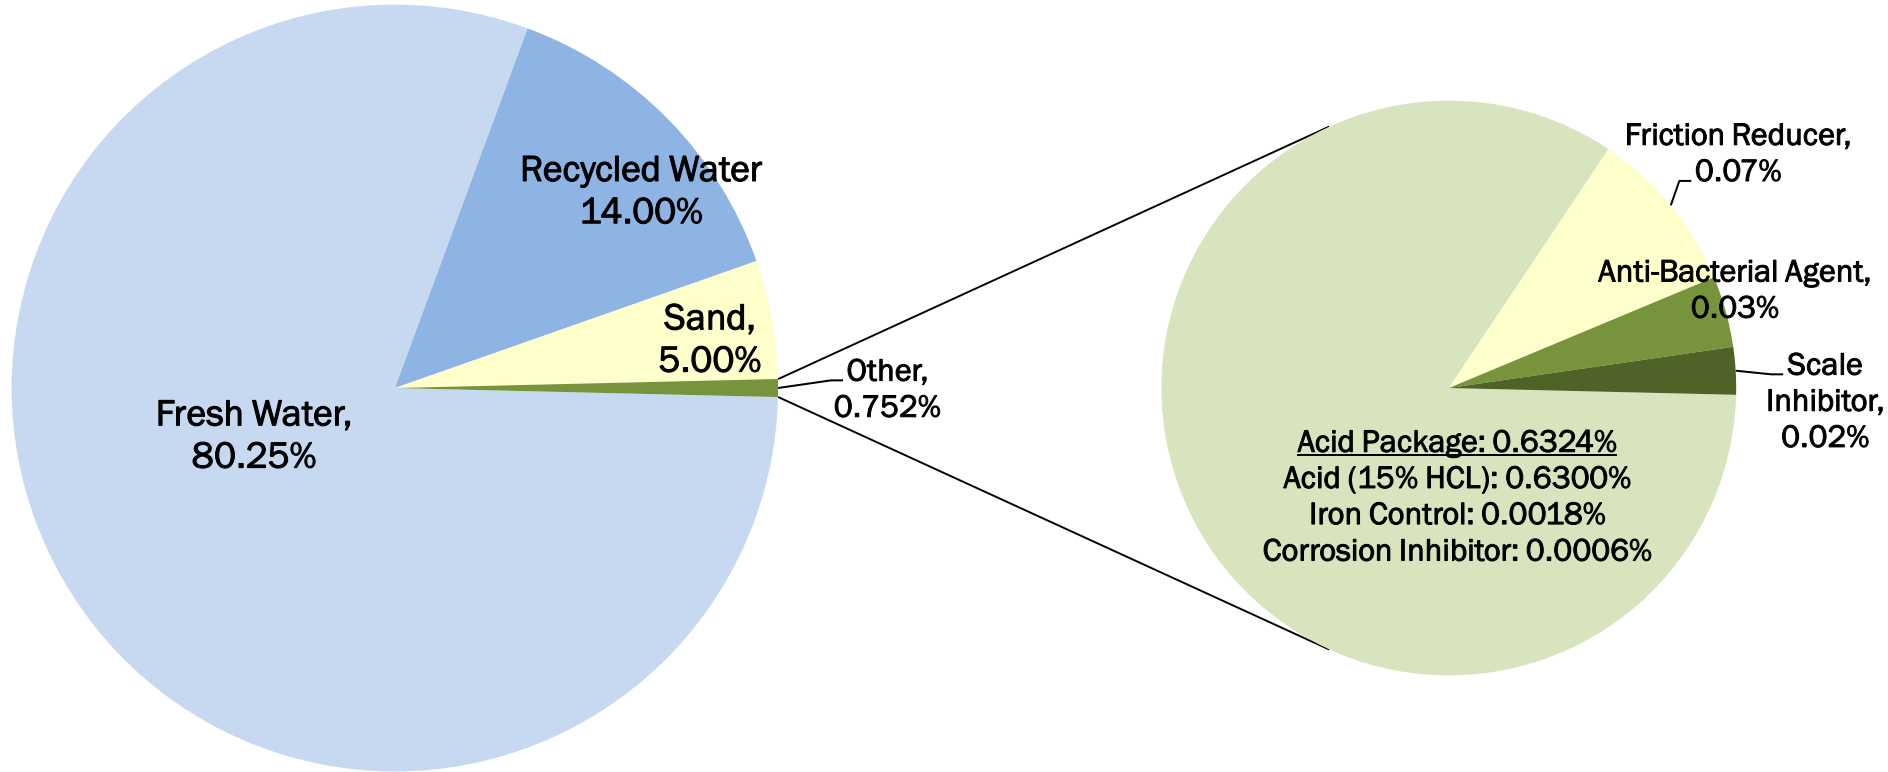 Recycled Water
14.00%
Sand,
5.00%
Other,
0.752%
Fresh Water,
80.25%
Friction Reducer,
0.07%
Anti-Bacterial Agent,
0.03%
Scale
Inhibitor,
0.02%
Acid Package: 0.6324%
Acid (15% HCL): 0.6300%
Iron Control: 0.0018%
Corrosion Inhibitor: 0.0006%